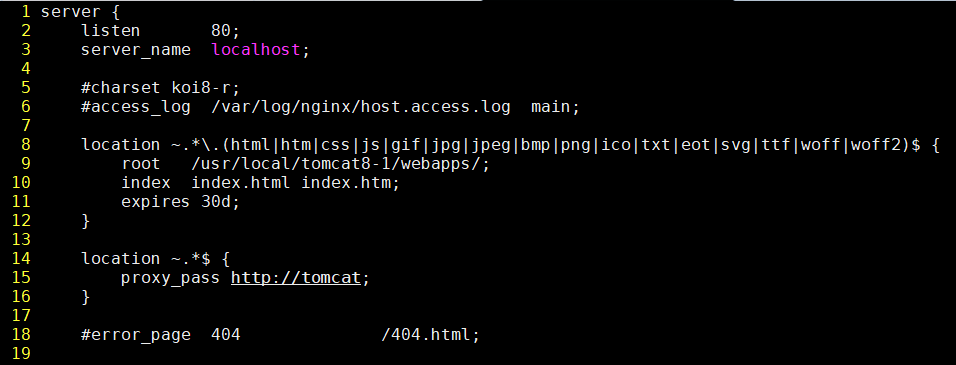 1 server {
2     listen       80;
3     server_name  localhost;
4
5     #charset koi8-r;
6     #access_log  /var/log/nginx/host.access.log  main;
7
8     location ~.*\.(html|htm|css|js|gif|jpg|jpeg|bmp|png|ico|txt|eot|svg|ttf|woff|woff2)$ {
9         root   /usr/local/tomcat8-1/webapps/;
10         index  index.html index.htm;
11         expires 30d;
12     }
13
14     location ~.*$ {
15         proxy_pass http://tomcat;
16     }
17
18     #error_page  404              /404.html;
19